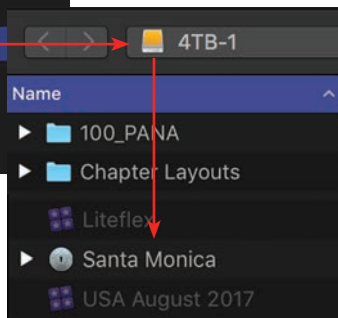 4TB-1
Name
100_PANA
Chapter Layouts
Liteflex
Santa Monica
USA August 2017